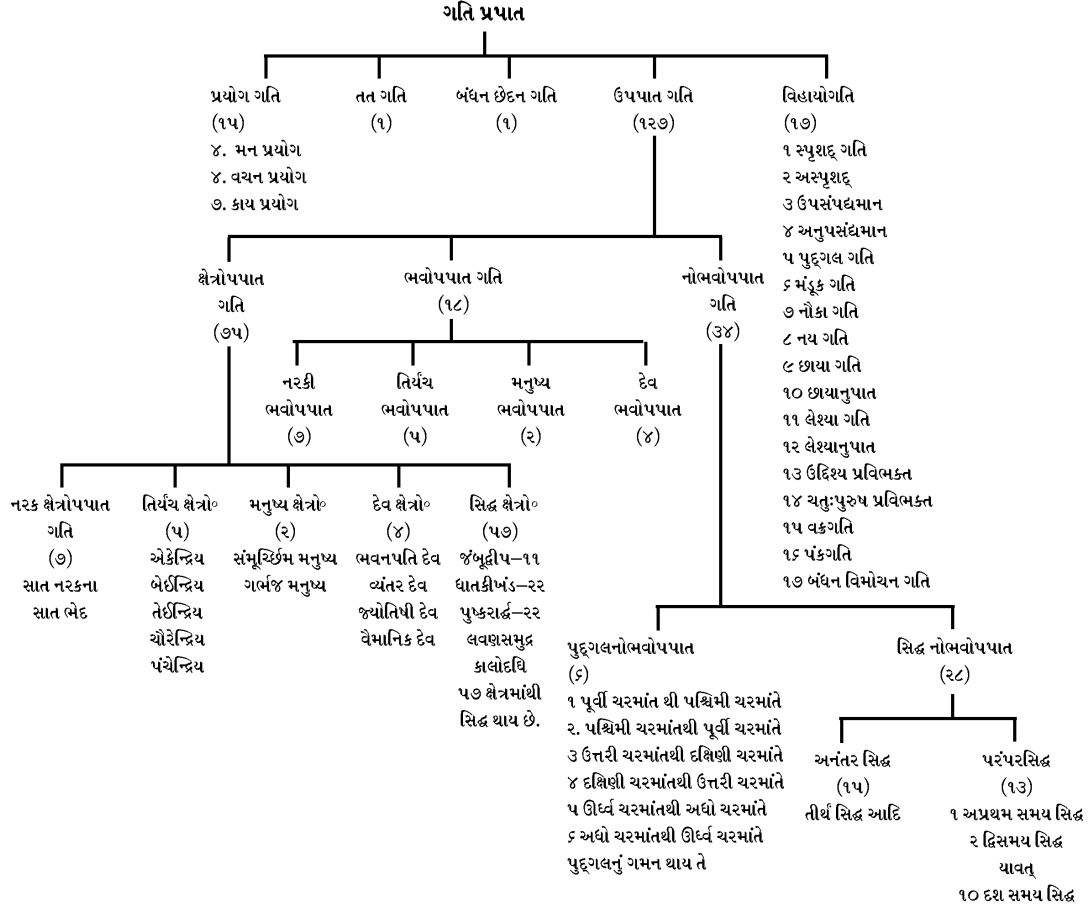 ગતિ પ્રપાત
પ્રયોગ ગતિ
(૧૫)
૪. મન પ્રયોગ
૪. વચન પ્રયોગ
૭. કાય પ્રયોગ
તત ગતિ
(૧)
બંધન છેદન ગતિ
(૧)
ઉપપાત ગતિ
(૧૨૭)
વિહાયોગતિ
(૧૭)
૧ સ્પૃશદ્ ગતિ
૨ અસ્પૃશદ્
૩ ઉપસંપદ્યમાન
૪ અનુપસંદ્યમાન
૫ પુદ્ગલ ગતિ
૬ મંડૂક ગતિ
૭ નૌકા ગતિ
૮ નય ગતિ
૯ છાયા ગતિ
૧૦ છાયાનુપાત
૧૧ લેશ્યા ગતિ
૧૨ લેશ્યાનુપાત
૧૩ ઉદ્દિશ્ય પ્રવિભક્ત
૧૪ ચતુઃપુરુષ પ્રવિભક્ત
૧૫ વક્રગતિ
૧૬ પંકગતિ
૧૭ બંધન વિમોચન ગતિ
ક્ષેત્રોપપાત
ગતિ
(૭૫)
ભવોપપાત ગતિ
(૧૮)
નોભવોપપાત
ગતિ
(૩૪)
નરકી
ભવોપપાત
(૭)
તિર્યંચ
ભવોપપાત
(૫)
મનુષ્ય
ભવોપપાત
(૨)
દેવ
ભવોપપાત
(૪)
નરક ક્ષેત્રોપપાત
ગતિ
(૭)
સાત નરકના
સાત ભેદ
તિર્યંચ ક્ષેત્રો૦
(૫)
એકેન્દ્રિય
બેઈન્દ્રિય
તેઈન્દ્રિય
ચૌરેન્દ્રિય
પંચેન્દ્રિય
મનુષ્ય ક્ષેત્રો૦
(૨)
સંમૂર્ચ્છિમ મનુષ્ય
ગર્ભજ મનુષ્ય
દેવ ક્ષેત્રો૦
(૪)
ભવનપતિ દેવ
વ્યંતર દેવ
જ્યોતિષી દેવ
વૈમાનિક દેવ
સિદ્ધ ક્ષેત્રો૦
(૫૭)
જંબૂદ્વીપ–૧૧
ધાતકીખંડ–૨૨
પુષ્કરાર્દ્ધ–૨૨
લવણસમુદ્ર
કાલોદધિ
૫૭ ક્ષેત્રમાંથી
સિદ્ધ થાય છે.
પુદ્ગલનોભવોપપાત
(૬)
૧ પૂર્વી ચરમાંત થી પશ્ચિમી ચરમાંતે
૨. પશ્ચિમી ચરમાંતથી પૂર્વી ચરમાંતે
૩ ઉત્તરી ચરમાંતથી દક્ષિણી ચરમાંતે
૪ દક્ષિણી ચરમાંતથી ઉત્તરી ચરમાંતે
૫ ઊર્ધ્વ ચરમાંતથી અધો ચરમાંતે
૬ અધો ચરમાંતથી ઊર્ધ્વ ચરમાંતે
પુદ્ગલનું ગમન થાય તે
સિદ્ધ નોભવોપપાત
(૨૮)
અનંતર સિદ્ધ
(૧૫)
તીર્થ સિદ્ધ આદિ
પરંપરસિદ્ધ
(૧૩)
૧ અપ્રથમ સમય સિદ્ધ
૨ દ્વિસમય સિદ્ધ
યાવત્
૧૦ દશ સમય સિદ્ધ